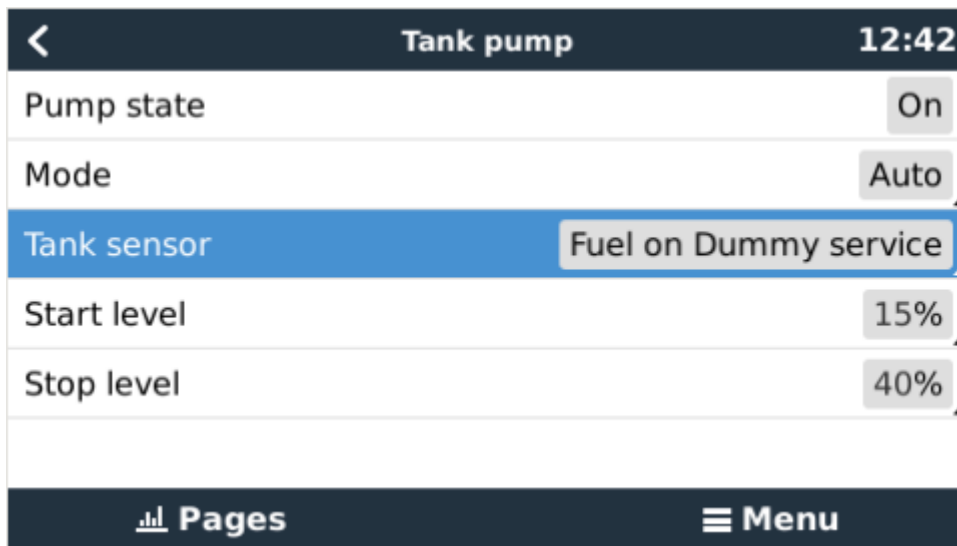 Tank pump 12:42
Pump state On
Mode Auto
Tank sensor Fuel on Dummy service
Start level 15%
Stop level 40%
Pages Menu